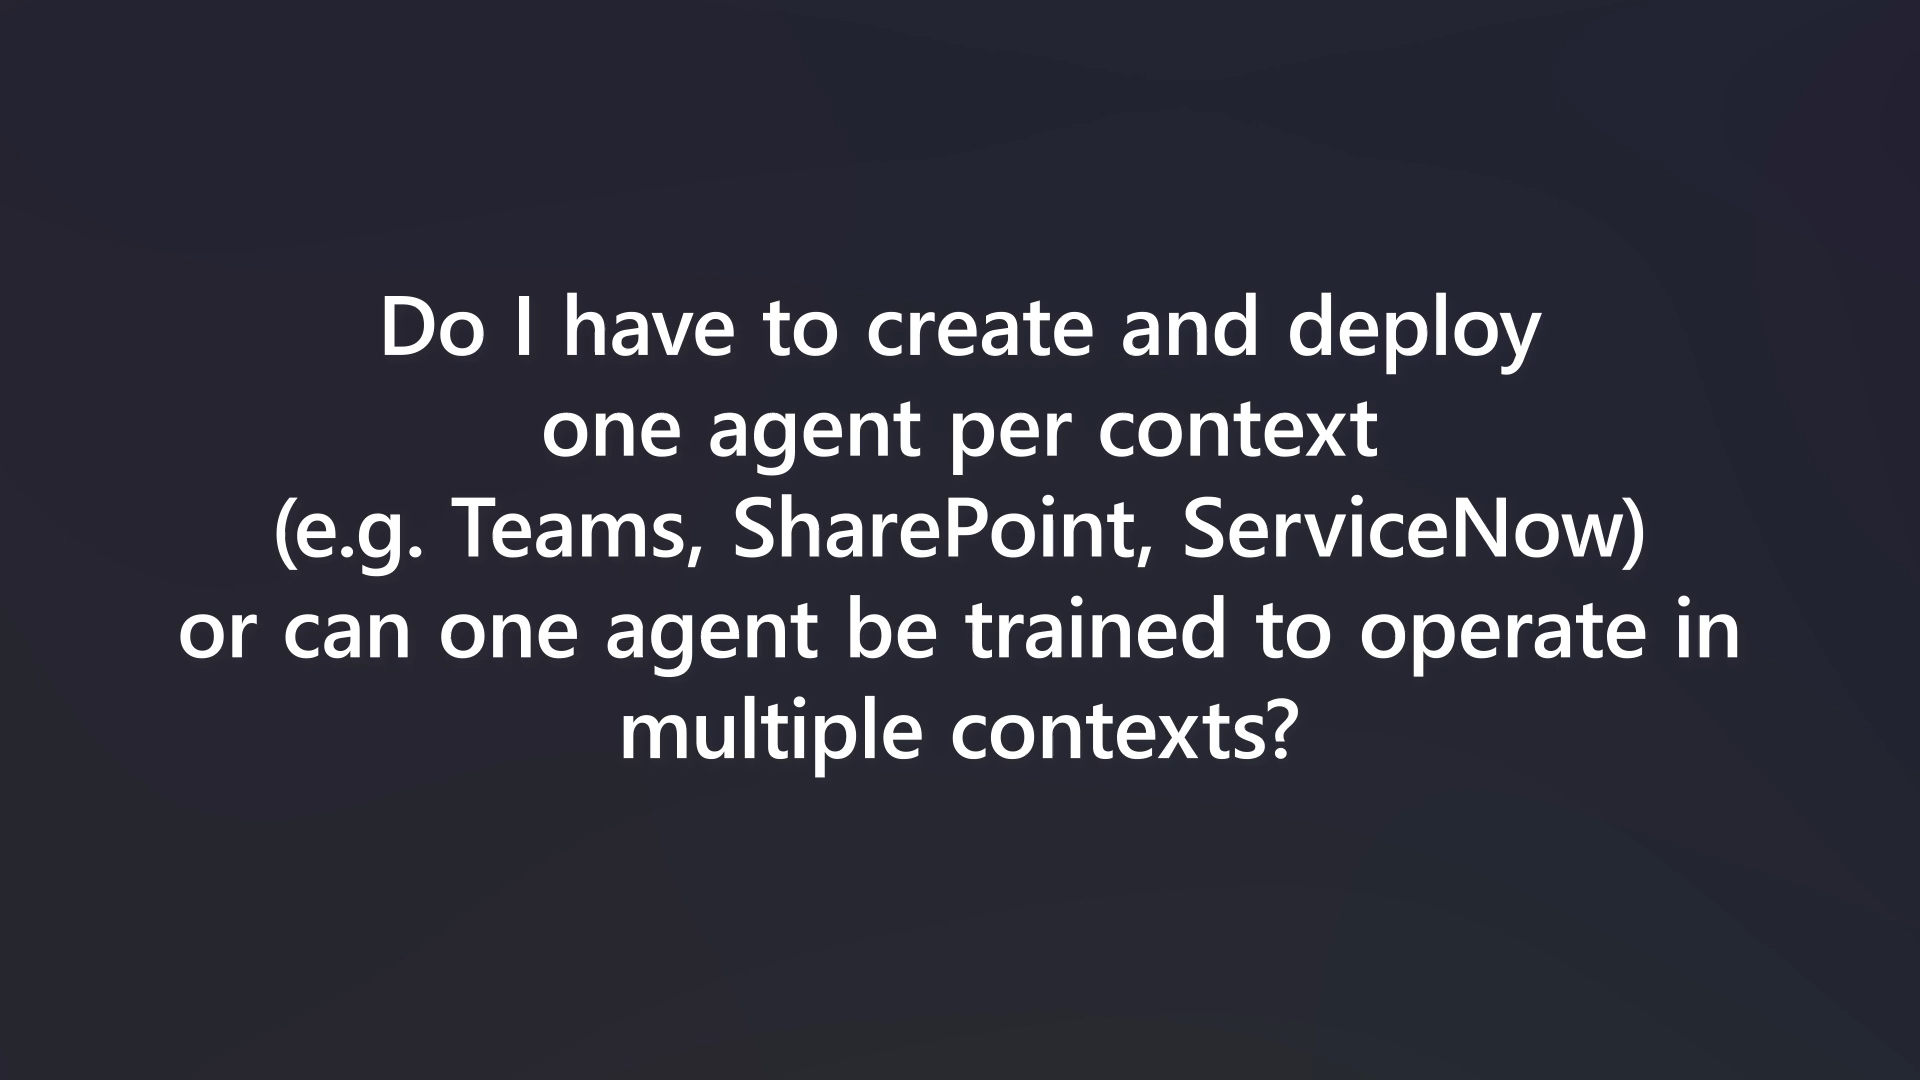 Do I have to create and deploy
one agent per context
(e.g. Teams, SharePoint, ServiceNow)
or can one agent be trained to operate in
multiple contexts?